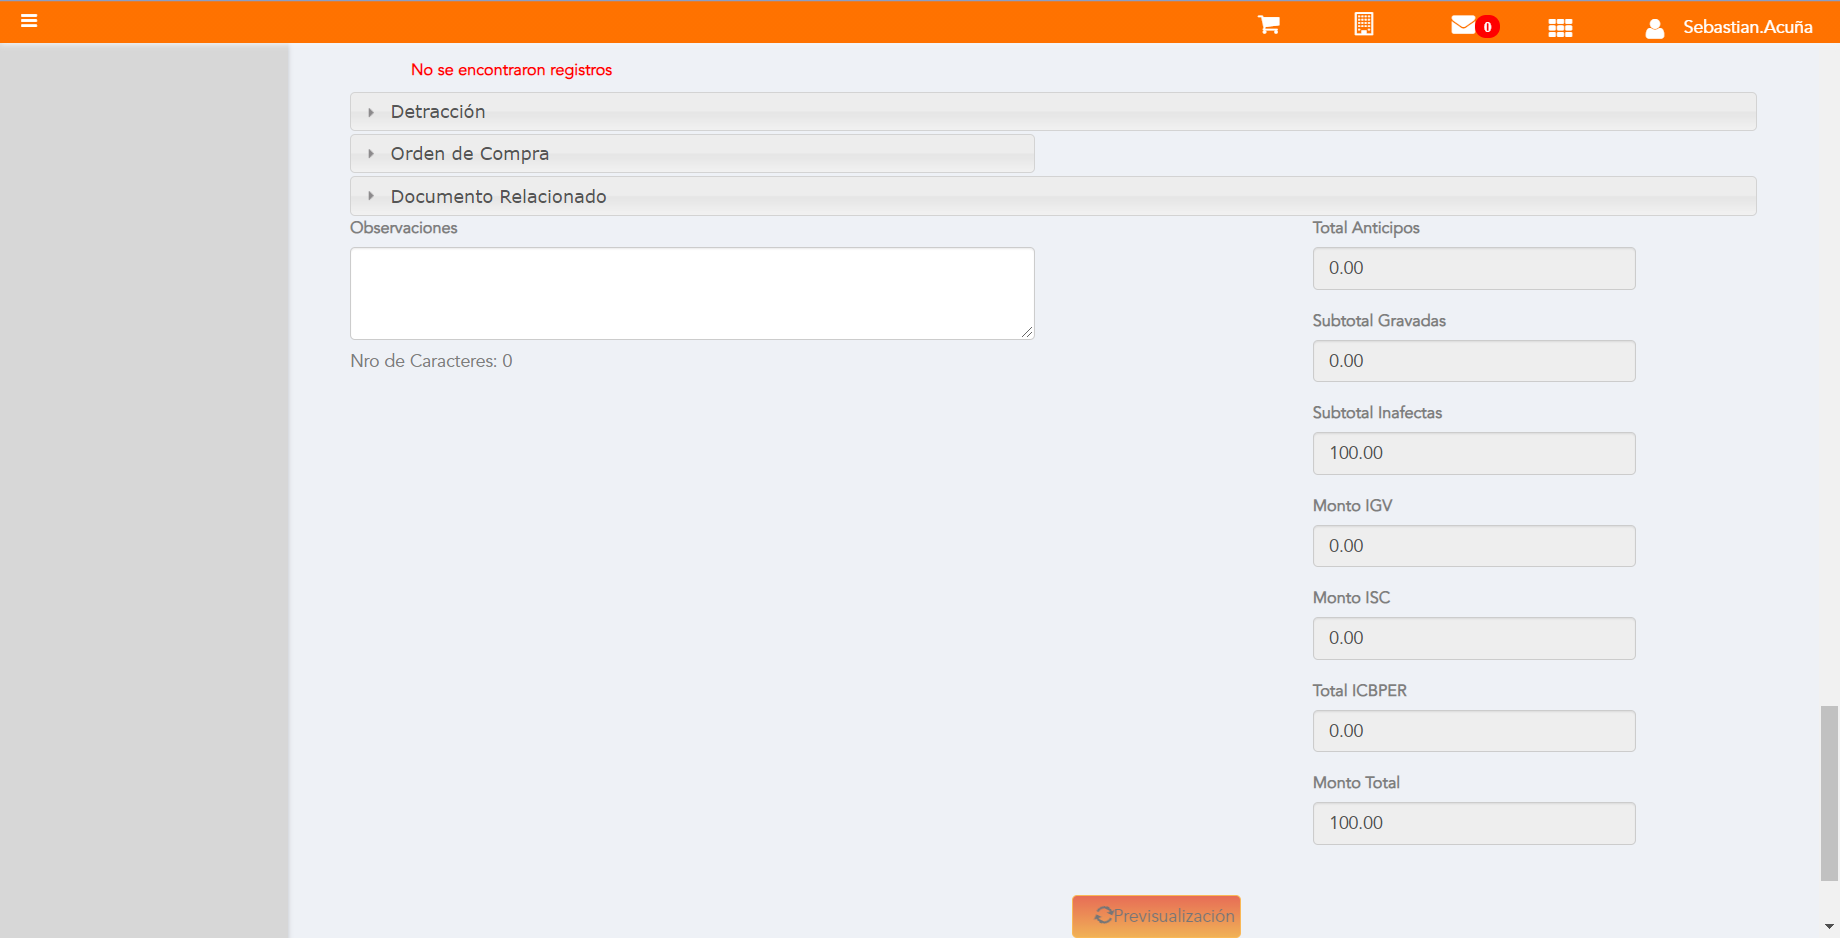 0
Sebastian.Acuña
No se encontraron registros
Detracción
Orden de Compra
Documento Relacionado
Observaciones
Nro de Caracteres: 0
Total Anticipos
0.00
Subtotal Gravadas
0.00
Subtotal Inafectas
100.00
Monto IGV
0.00
Monto ISC
0.00
Total ICBPER
0.00
Monto Total
100.00
Previsualización